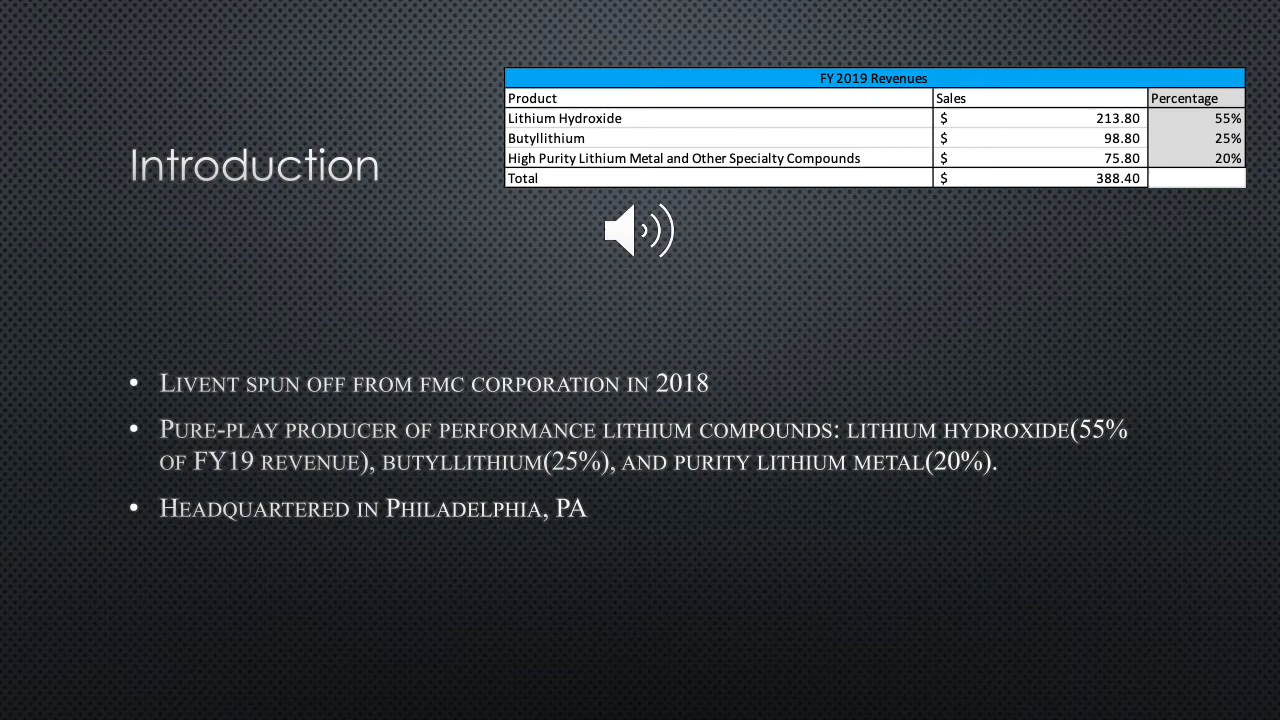 FY 2019 Revenues
Product Sales Percentage
Lithium Hydroxide $ 213.80 55%
Butyllithium $ 98.80 25%
High Purity Lithium Metal and Other Specialty Compounds $ 75.80 20%
Total $ 388.40
Introduction
• Livent spun off from fmc corporation in 2018
• Pure-play producer of performance lithium compounds: lithium hydroxide(55%
of FY19 revenue), butyllithium(25%), and purity lithium metal(20%).
• Headquartered in Philadelphia, PA